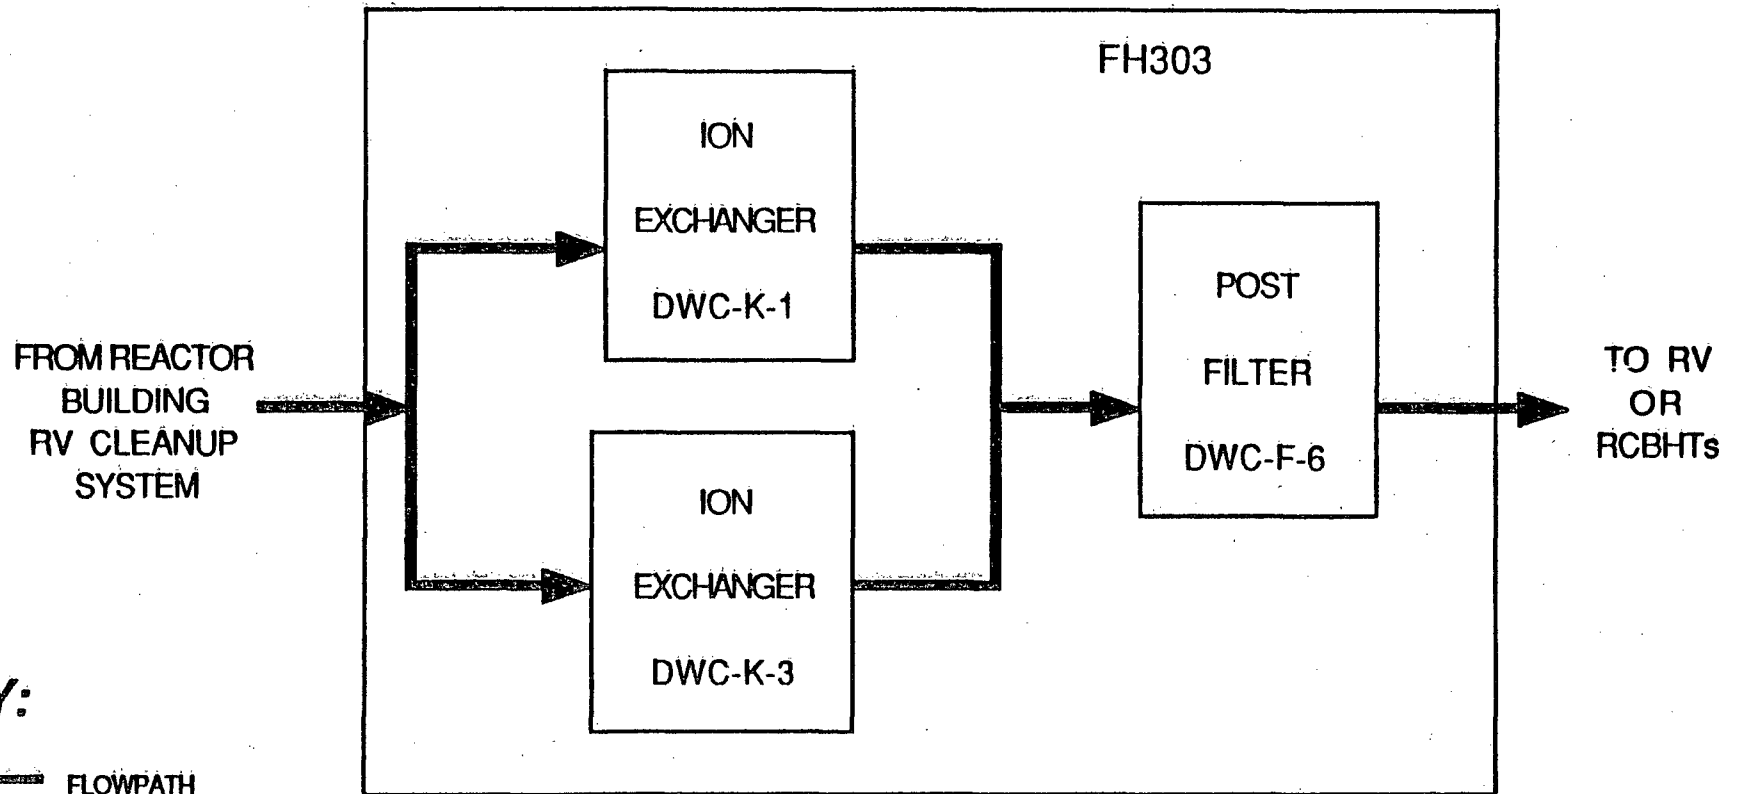 FH303
ION
EXCHANGER
DWC-K-1
FROM REACTOR
BUILDING
RV CLEANUP
SYSTEM
ION
EXCHANGER
DWC-K-3
POST
FILTER
DWC-F-6
TO RV
OR
RCBHTs
Y:
FLOWPATH